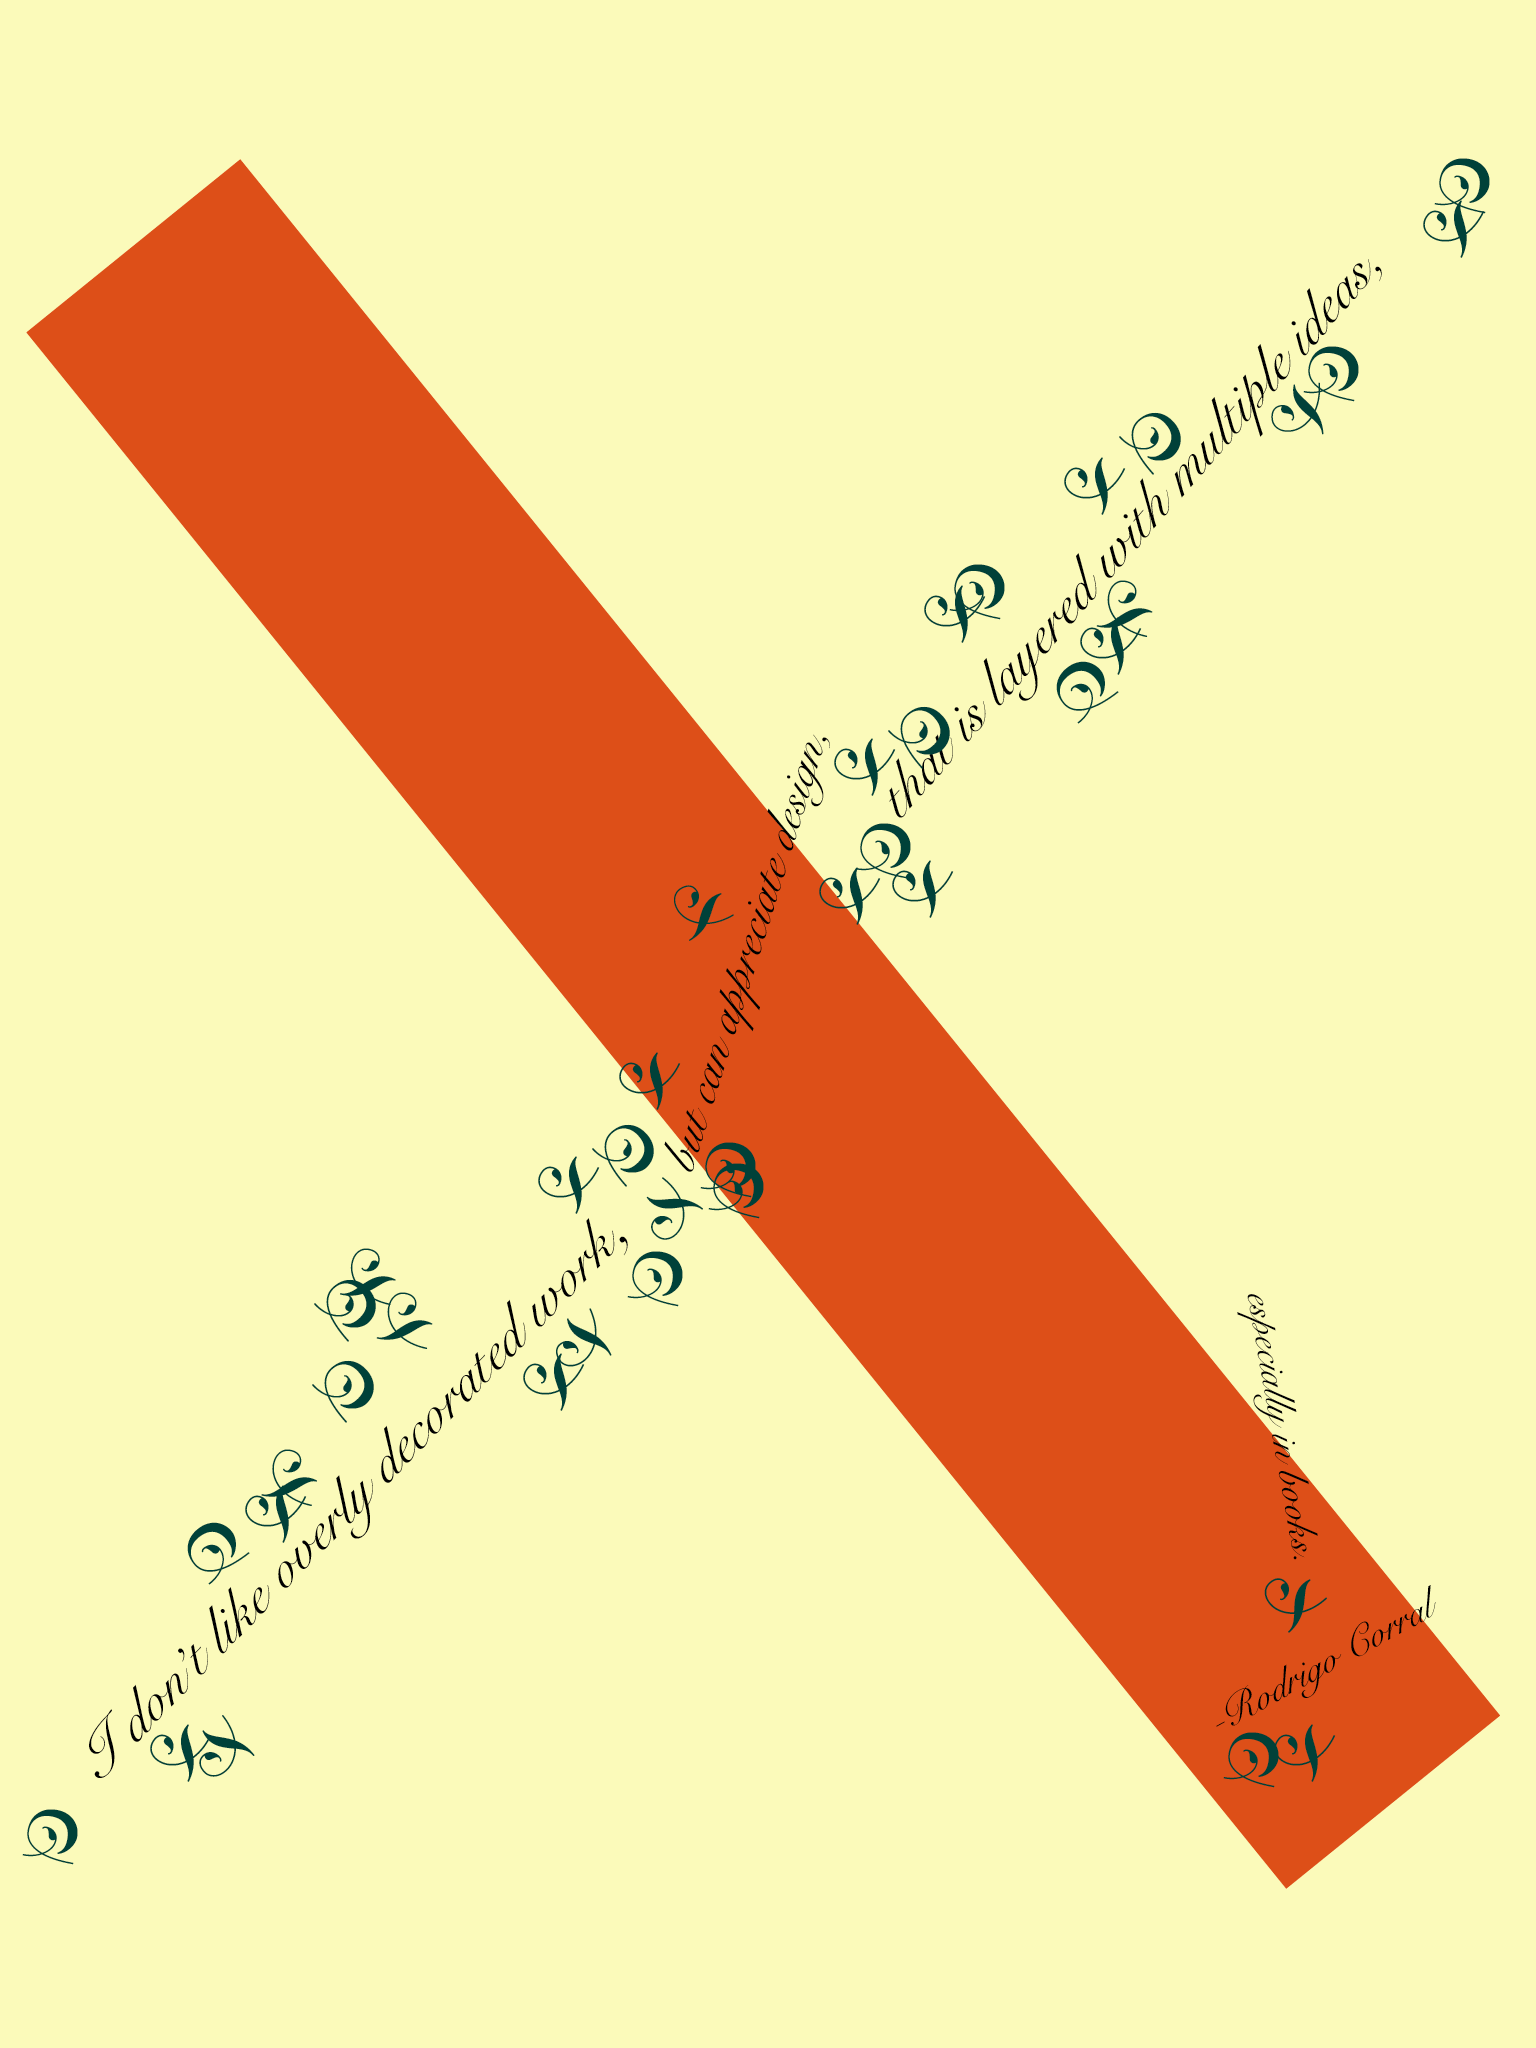 I don't like overly decorated work,
but can appreciate design,
that is layered with multiple ideas,
especially in books.
-Rodrigo Corral